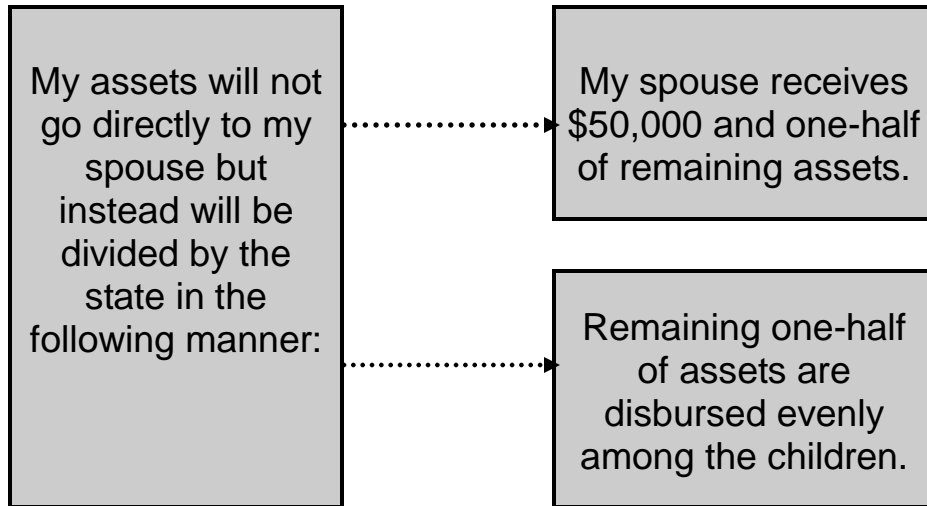 My assets will not
go directly to my
spouse but
instead will be
divided by the
state in the
following manner:
My spouse receives
$50,000 and one-half
of remaining assets.
Remaining one-half
of assets are
disbursed evenly
among the children.